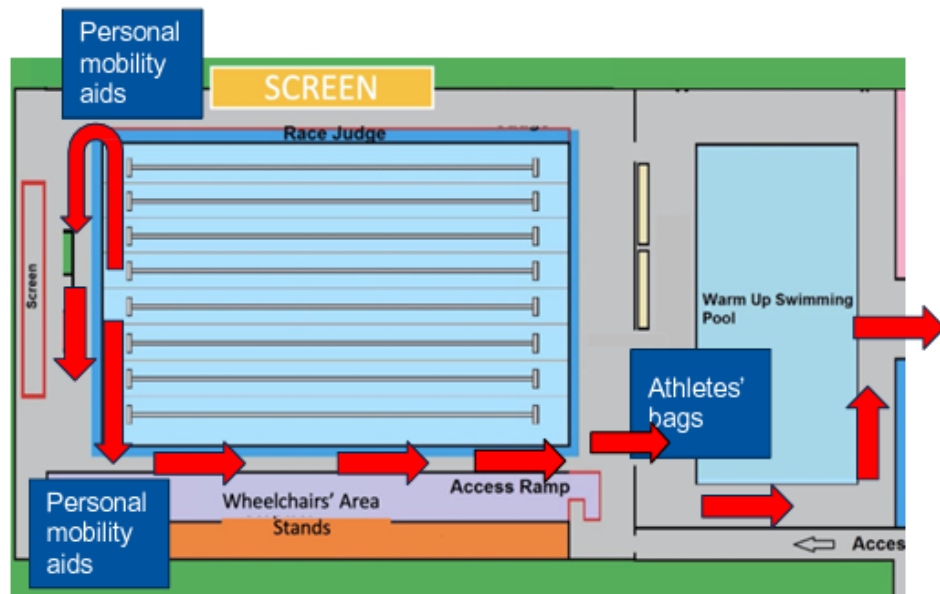 Personal
mobility
aids
SCREEN
Race Judge
Screen
Warm Up Swimming
Pool
Athletes'
bags
Access Ramp
Wheelchairs' Area
Stands
Personal
mobility
aids